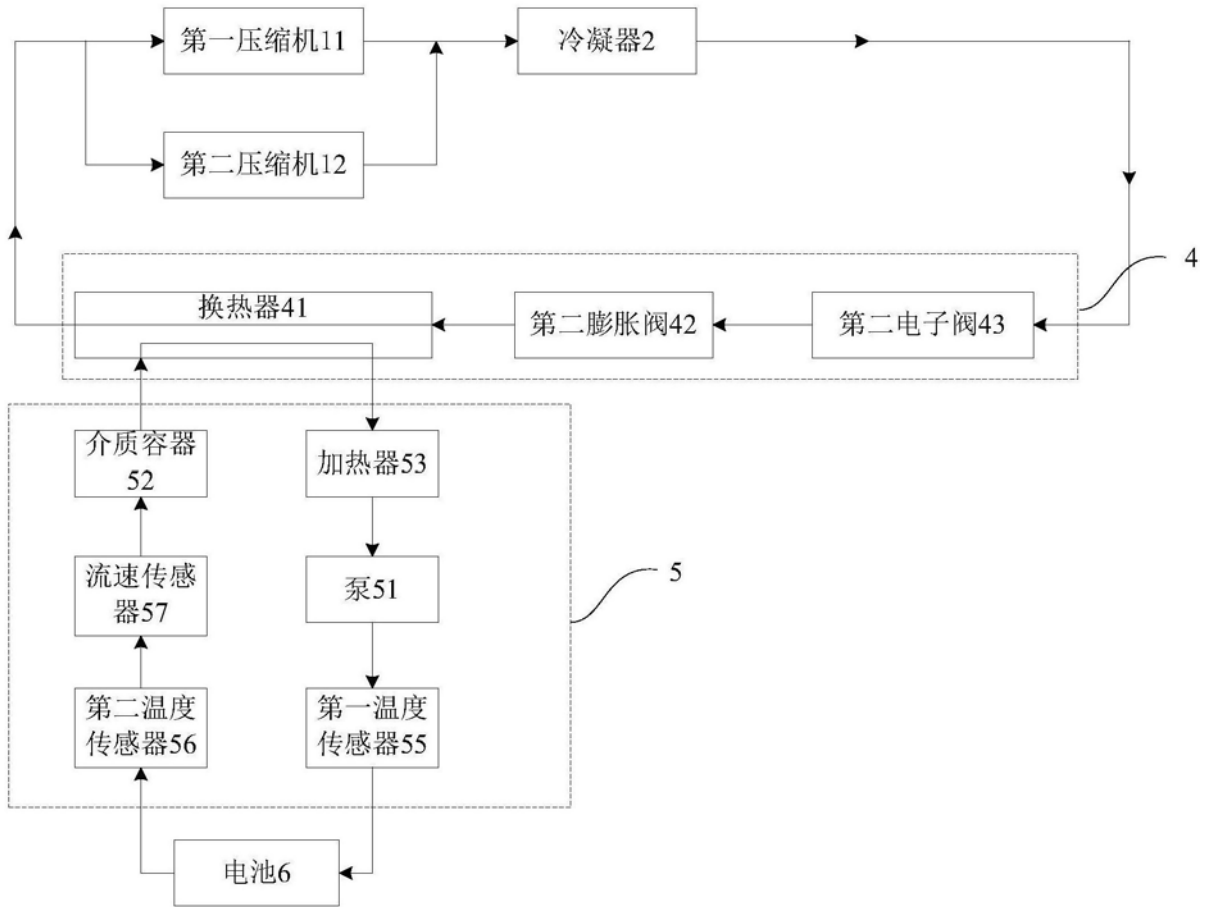 第一压缩机11
冷凝器2
第二压缩机12
4
换热器41
第二膨胀阀42
第二电子阀43
介质容器
52
加热器53
流速传感
器57
泵51
5
第二温度
传感器56
第一温度
传感器55
电池6